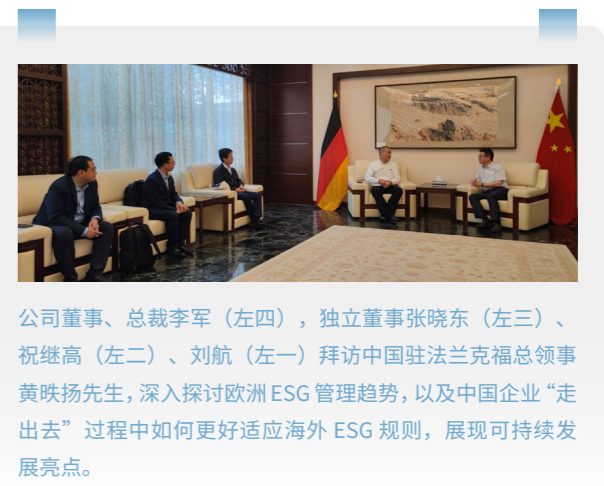 公司董事、总裁李军（左四），独立董事张晓东（左三）、
祝继高（左二）、刘航（左一）拜访中国驻法兰克福总领事
黄昳扬先生，深入探讨欧洲 ESG 管理趋势，以及中国企业“走
出去”过程中如何更好适应海外 ESG 规则，展现可持续发
展亮点。